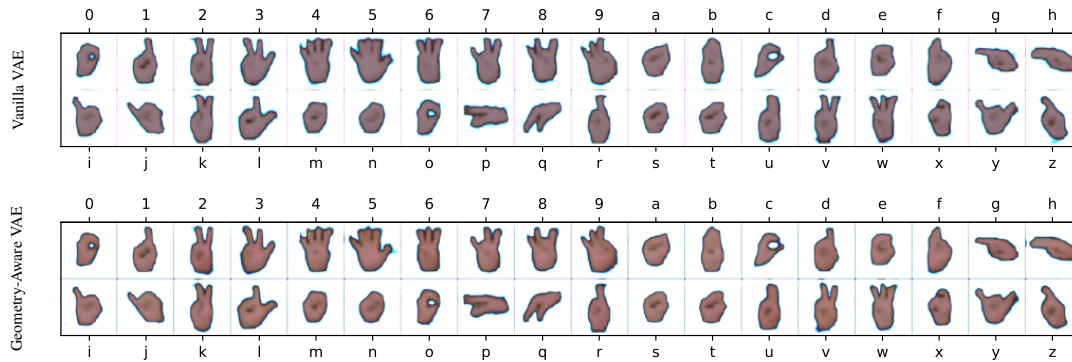 0 1 2 3 4 5 6 7 8 9 a b c d e f g h
Vanilla VAE
i j k l m n o p q r s t u v w x y z
0 1 2 3 4 5 6 7 8 9 a b c d e f g h
Geometry-Aware VAE
i j k l m n o p q r s t u v w x y z